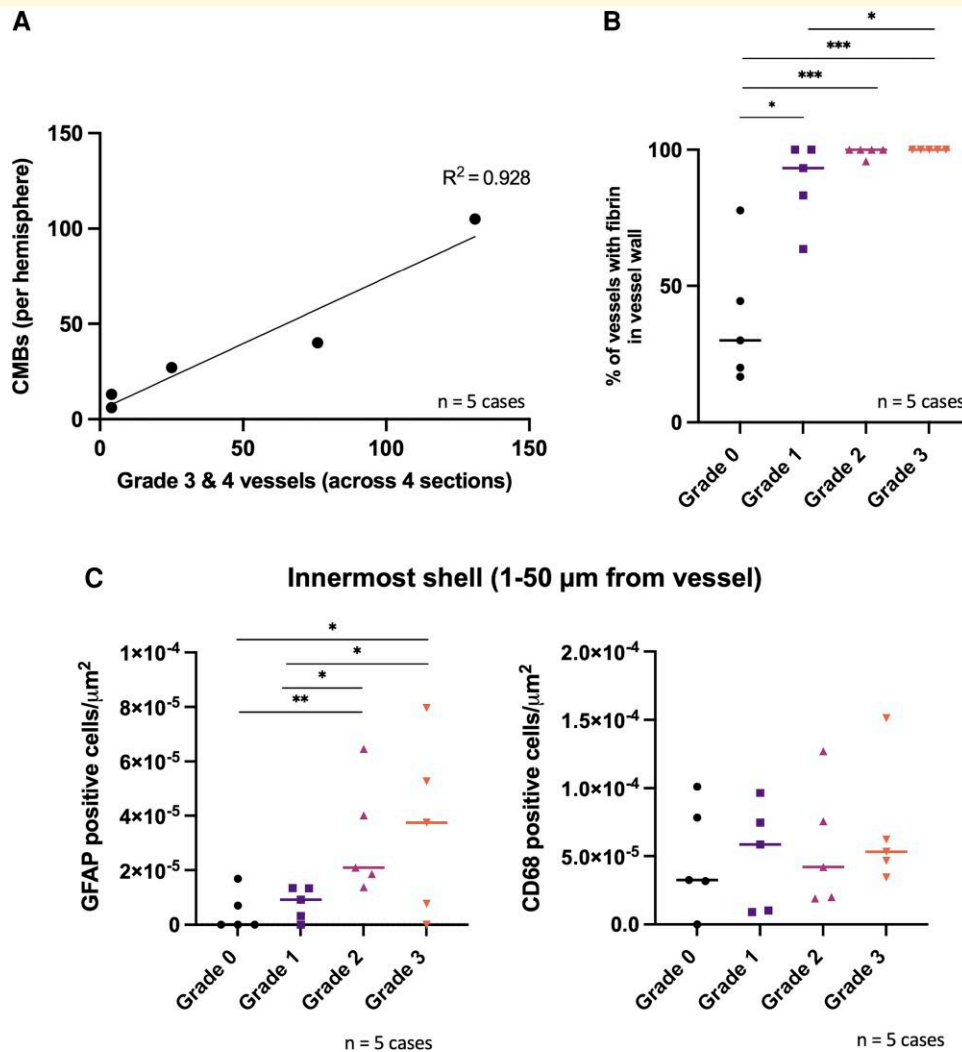 A
150
100
50
0
0
50
100
150
CMBs (per hemisphere)
R² = 0.928
n = 5 cases
Grade 3 & 4 vessels (across 4 sections)
B
*
***
***
*
100
50
0
% of vessels with fibrin
in vessel wall
n = 5 cases
Grade 0
Grade 1
Grade 2
Grade 3
C
Innermost shell (1-50 µm from vessel)
*
*
*
**
1×10⁻⁴
8×10⁻⁵
6×10⁻⁵
4×10⁻⁵
2×10⁻⁵
0
GFAP positive cells/µm²
Grade 0
Grade 1
Grade 2
Grade 3
n = 5 cases
2.0×10⁻⁴
1.5×10⁻⁴
1.0×10⁻⁴
5.0×10⁻⁵
0.0
CD68 positive cells/µm²
Grade 0
Grade 1
Grade 2
Grade 3
n = 5 cases